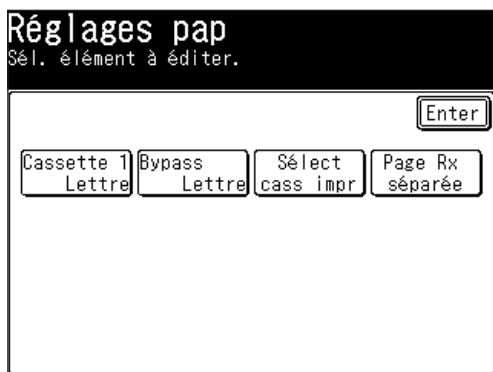 Réglages pap
Sél. élément à éditer.
Enter
Cassette 1
Lettre
Bypass
Lettre
Sélect
cass impr
Page Rx
séparée